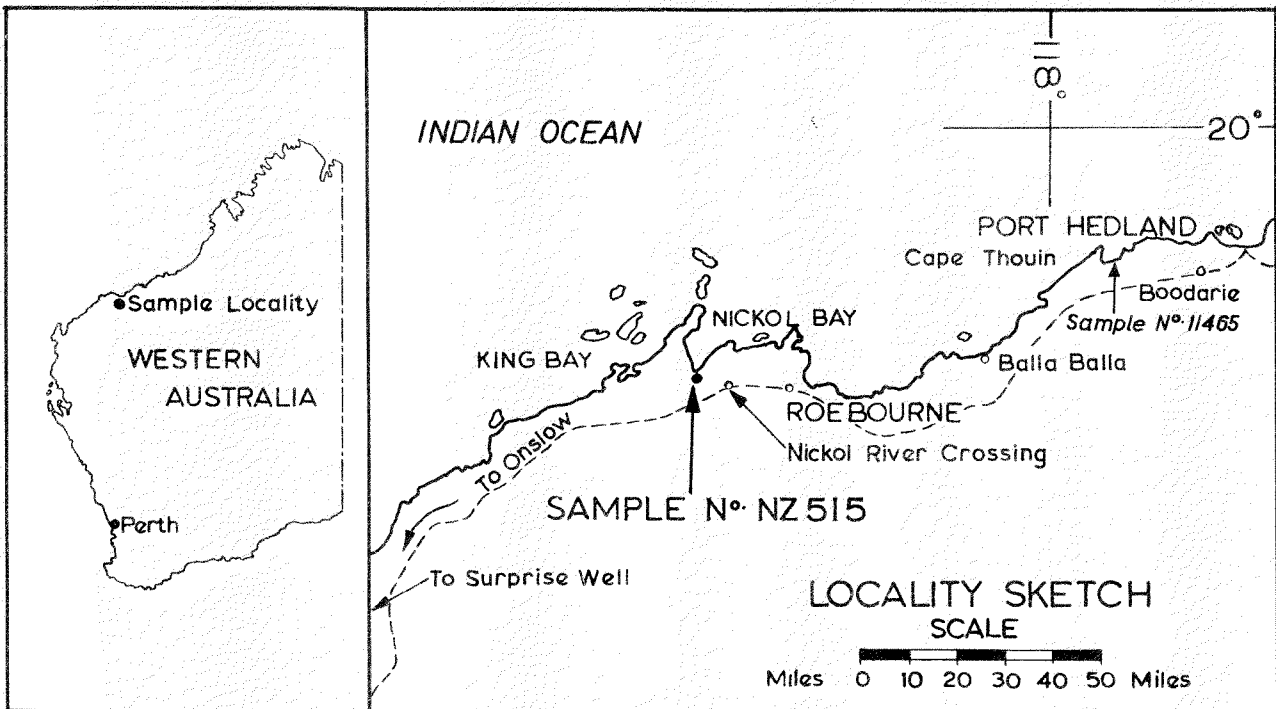 Sample Locality
WESTERN
AUSTRALIA
Perth
118°
20°
INDIAN OCEAN
PORT HEDLAND
Cape Thouin
Boodarie
Sample Nº 11465
NICKOL BAY
KING BAY
Balla Balla
ROEBOURNE
Nickol River Crossing
To Onslow
SAMPLE Nº. NZ 515
To Surprise Well
LOCALITY SKETCH
SCALE
Miles 0 10 20 30 40 50 Miles